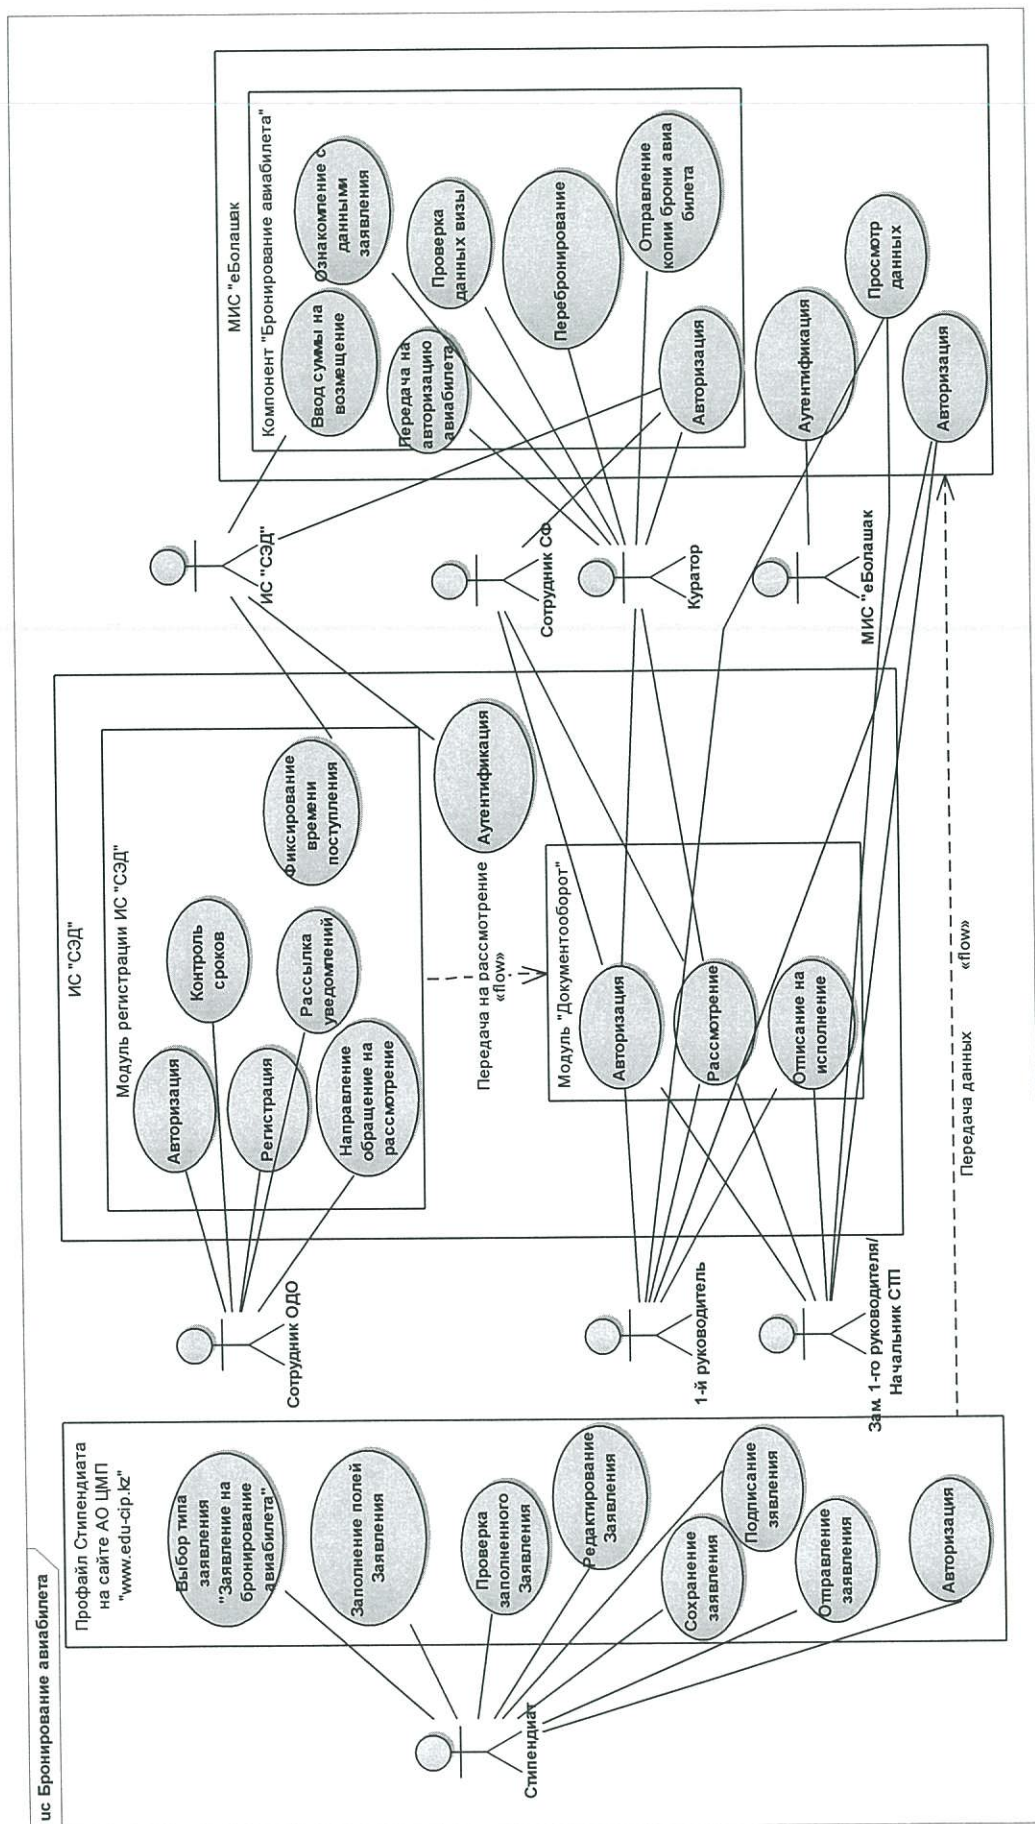 uc Бронирование авиабилета
Профайл Стипендиата
на сайте АО ЦМП
"www.edu-cip.kz"
Выбор типа
заявления
"Заявление на
бронирование
авиабилета"
Заполнение полей
Заявления
Проверка
заполненного
Заявления
Редактирование
Заявления
Сохранение
заявления
Подписание
зяявления
Отправление
заявления
Авторизация
Стипендиат
Сотрудник ОДО
1-й руководитель
Зам. 1-го руководителя/
Начальник СТП
ИС "СЭД"
Модуль регистрации ИС "СЭД"
Авторизация
Контроль
сроков
Регистрация
Рассылка
уведомлений
Направление
обращение на
рассмотрение
Фиксирование
времени
поступления
Аутентификация
Передача на рассмотрение
«flow»
Модуль "Документооборот"
Авторизация
Рассмотрение
Отписание на
исполнение
Передача данных
«flow»
ИС "СЭД"
Сотрудник СФ
Куратор
МИС "еБолашак
МИС "еБолашак
Компонент "Бронирование авиабилета"
Ввод суммы на
возмещение
Ознакомление с
данными
заявления
Передача на
авторизацию
авиабилета
Проверка
данных визы
Перебронирование
Отправление
копии брони авиа
билета
Авторизация
Аутентификация
Просмотр
данных
Авторизация